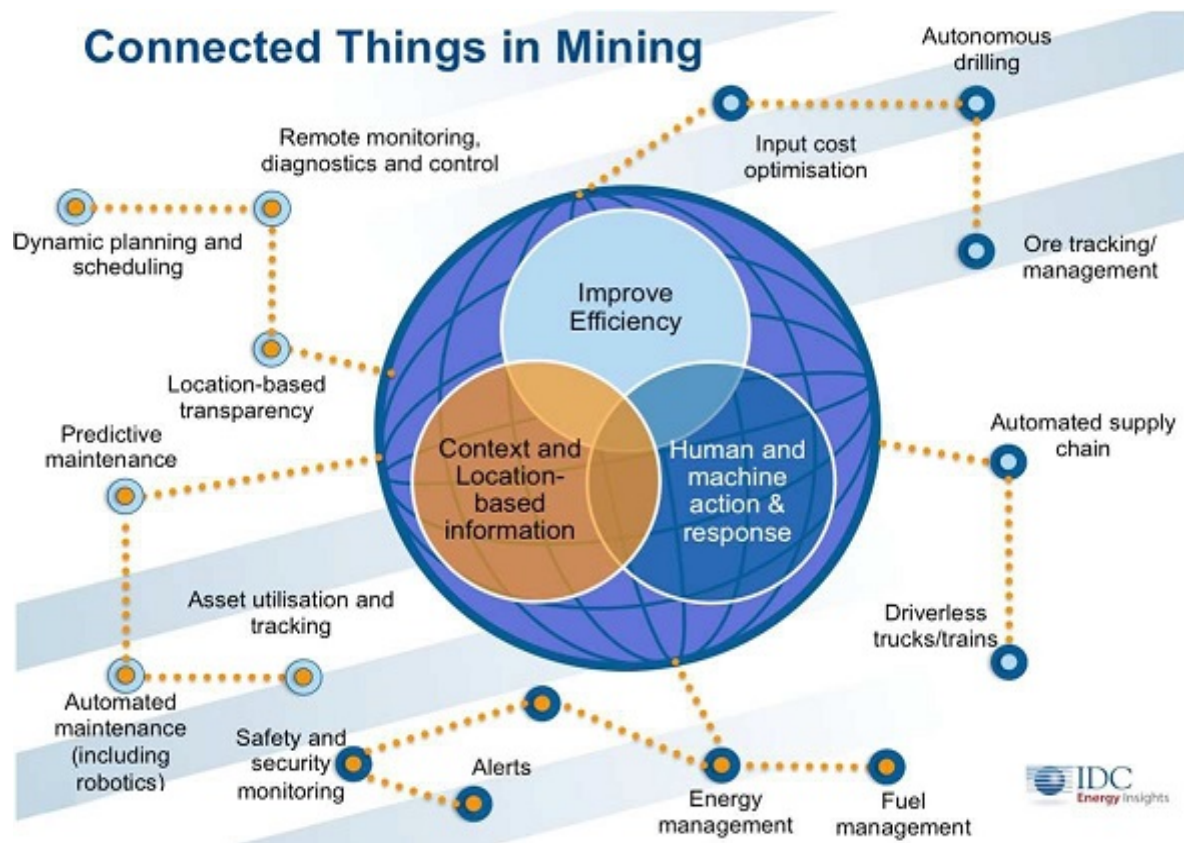 Connected Things in Mining
Autonomous
drilling
Remote monitoring,
diagnostics and control
Input cost
optimisation
Dynamic planning and
scheduling
Ore tracking/
management
Improve
Efficiency
Location-based
transparency
Predictive
maintenance
Context and
Location-
based
information
Human and
machine
action &
response
Automated supply
chain
Asset utilisation and
tracking
Driverless
trucks/trains
Automated
maintenance
(including
robotics)
Safety and
security
monitoring
Alerts
Energy
management
Fuel
management
IDC
Energy Insights